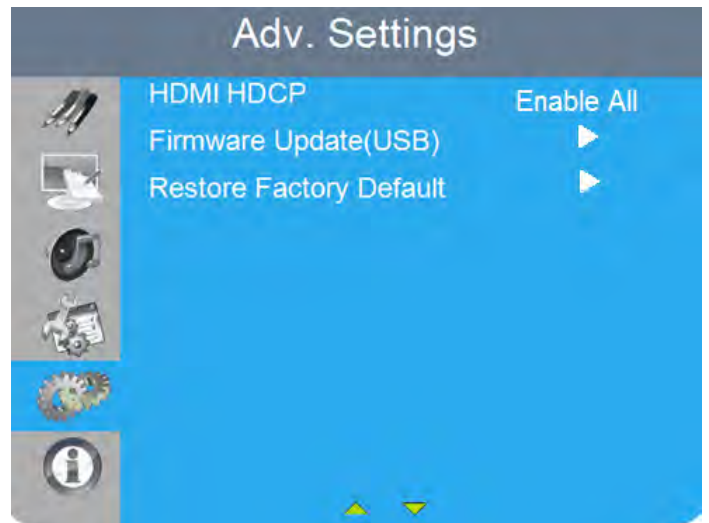 Adv. Settings
HDMI HDCP Enable All
Firmware Update(USB)
Restore Factory Default